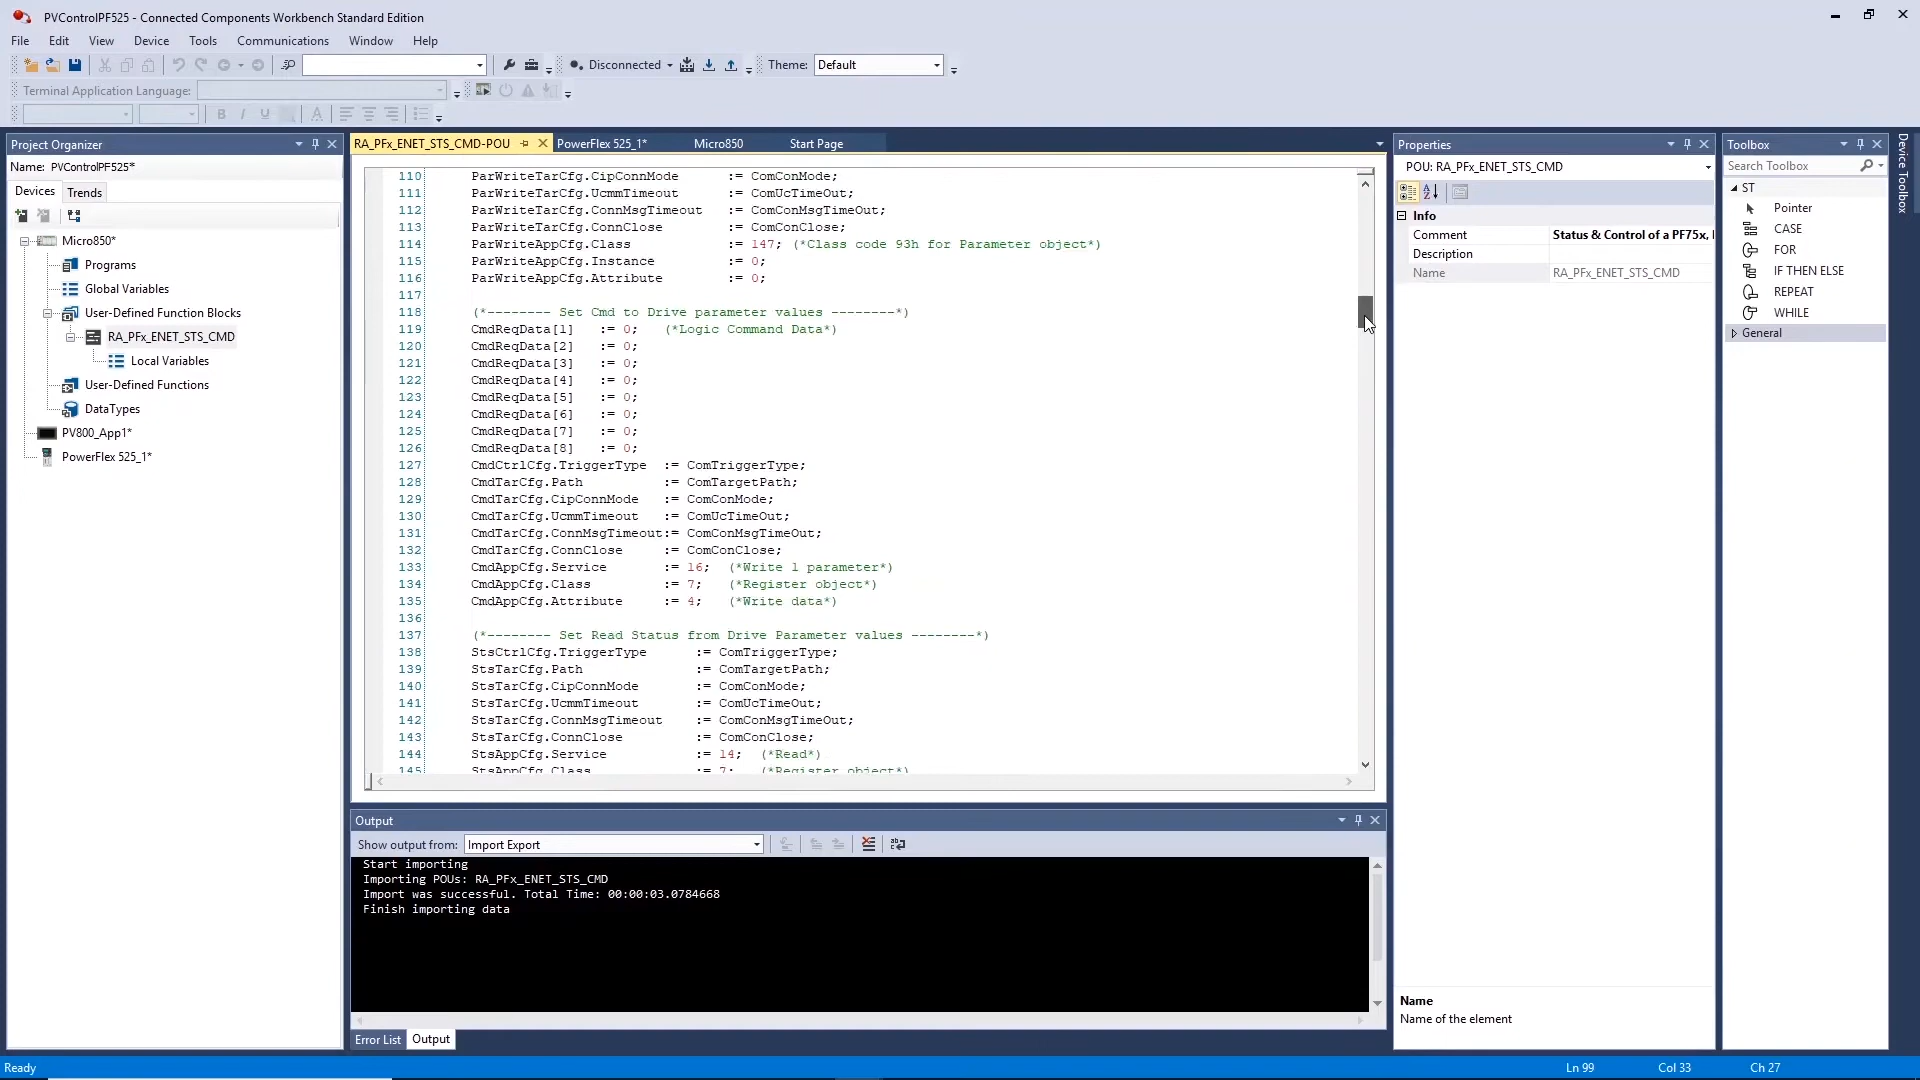 PVControlPF525 - Connected Components Workbench Standard Edition
File Edit View Device Tools Communications Window Help
Disconnected Theme: Default
Terminal Application Language:
Project Organizer
Name: PVControlPF525*
Devices Trends
Micro850*
Programs
Global Variables
User-Defined Function Blocks
RA_PFx_ENET_STS_CMD
Local Variables
User-Defined Functions
DataTypes
PV800_App1*
PowerFlex 525_1*
RA_PFx_ENET_STS_CMD-POU PowerFlex 525_1* Micro850 Start Page
110 ParWriteTarCfg.CipConnMode := ComConMode;
111 ParWriteTarCfg.UcmmTimeout := ComUcTimeOut;
112 ParWriteTarCfg.ConnMsgTimeout := ComConMsgTimeOut;
113 ParWriteTarCfg.ConnClose := ComConClose;
114 ParWriteAppCfg.Class := 147; (*Class code 93h for Parameter object*)
115 ParWriteAppCfg.Instance := 0;
116 ParWriteAppCfg.Attribute := 0;
117
118 (*-------- Set Cmd to Drive parameter values --------*)
119 CmdReqData[1] := 0; (*Logic Command Data*)
120 CmdReqData[2] := 0;
121 CmdReqData[3] := 0;
122 CmdReqData[4] := 0;
123 CmdReqData[5] := 0;
124 CmdReqData[6] := 0;
125 CmdReqData[7] := 0;
126 CmdReqData[8] := 0;
127 CmdCtrlCfg.TriggerType := ComTriggerType;
128 CmdTarCfg.Path := ComTargetPath;
129 CmdTarCfg.CipConnMode := ComConMode;
130 CmdTarCfg.UcmmTimeout := ComUcTimeOut;
131 CmdTarCfg.ConnMsgTimeout:= ComConMsgTimeOut;
132 CmdTarCfg.ConnClose := ComConClose;
133 CmdAppCfg.Service := 16; (*Write 1 parameter*)
134 CmdAppCfg.Class := 7; (*Register object*)
135 CmdAppCfg.Attribute := 4; (*Write data*)
136
137 (*-------- Set Read Status from Drive Parameter values --------*)
138 StsCtrlCfg.TriggerType := ComTriggerType;
139 StsTarCfg.Path := ComTargetPath;
140 StsTarCfg.CipConnMode := ComConMode;
141 StsTarCfg.UcmmTimeout := ComUcTimeOut;
142 StsTarCfg.ConnMsgTimeout := ComConMsgTimeOut;
143 StsTarCfg.ConnClose := ComConClose;
144 StsAppCfg.Service := 14; (*Read*)
145 StsAppCfg.Class := 7; (*Register object*)
Output
Show output from: Import Export
Start importing
Importing POUs: RA_PFx_ENET_STS_CMD
Import was successful. Total Time: 00:00:03.0784668
Finish importing data
Error List Output
Properties
POU: RA_PFx_ENET_STS_CMD
Info
Comment Status & Control of a PF75x,
Description
Name RA_PFx_ENET_STS_CMD
Name
Name of the element
Toolbox
Search Toolbox
ST
Pointer
CASE
FOR
IF THEN ELSE
REPEAT
WHILE
General
Device Toolbox
Ready Ln 99 Col 33 Ch 27